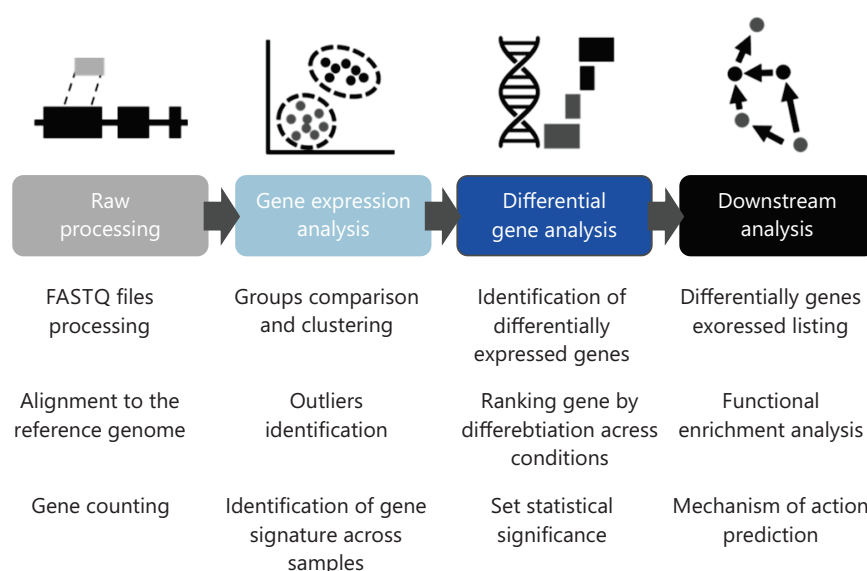 Raw
processing
Gene expression
analysis
Differential
gene analysis
Downstream
analysis
FASTQ files
processing
Groups comparison
and clustering
Identification of
differentially
expressed genes
Differentially genes
exoressed listing
Alignment to the
reference genome
Outliers
identification
Ranking gene by
differebtiation across
conditions
Functional
enrichment analysis
Gene counting
Identification of gene
signature across
samples
Set statistical
significance
Mechanism of action
prediction